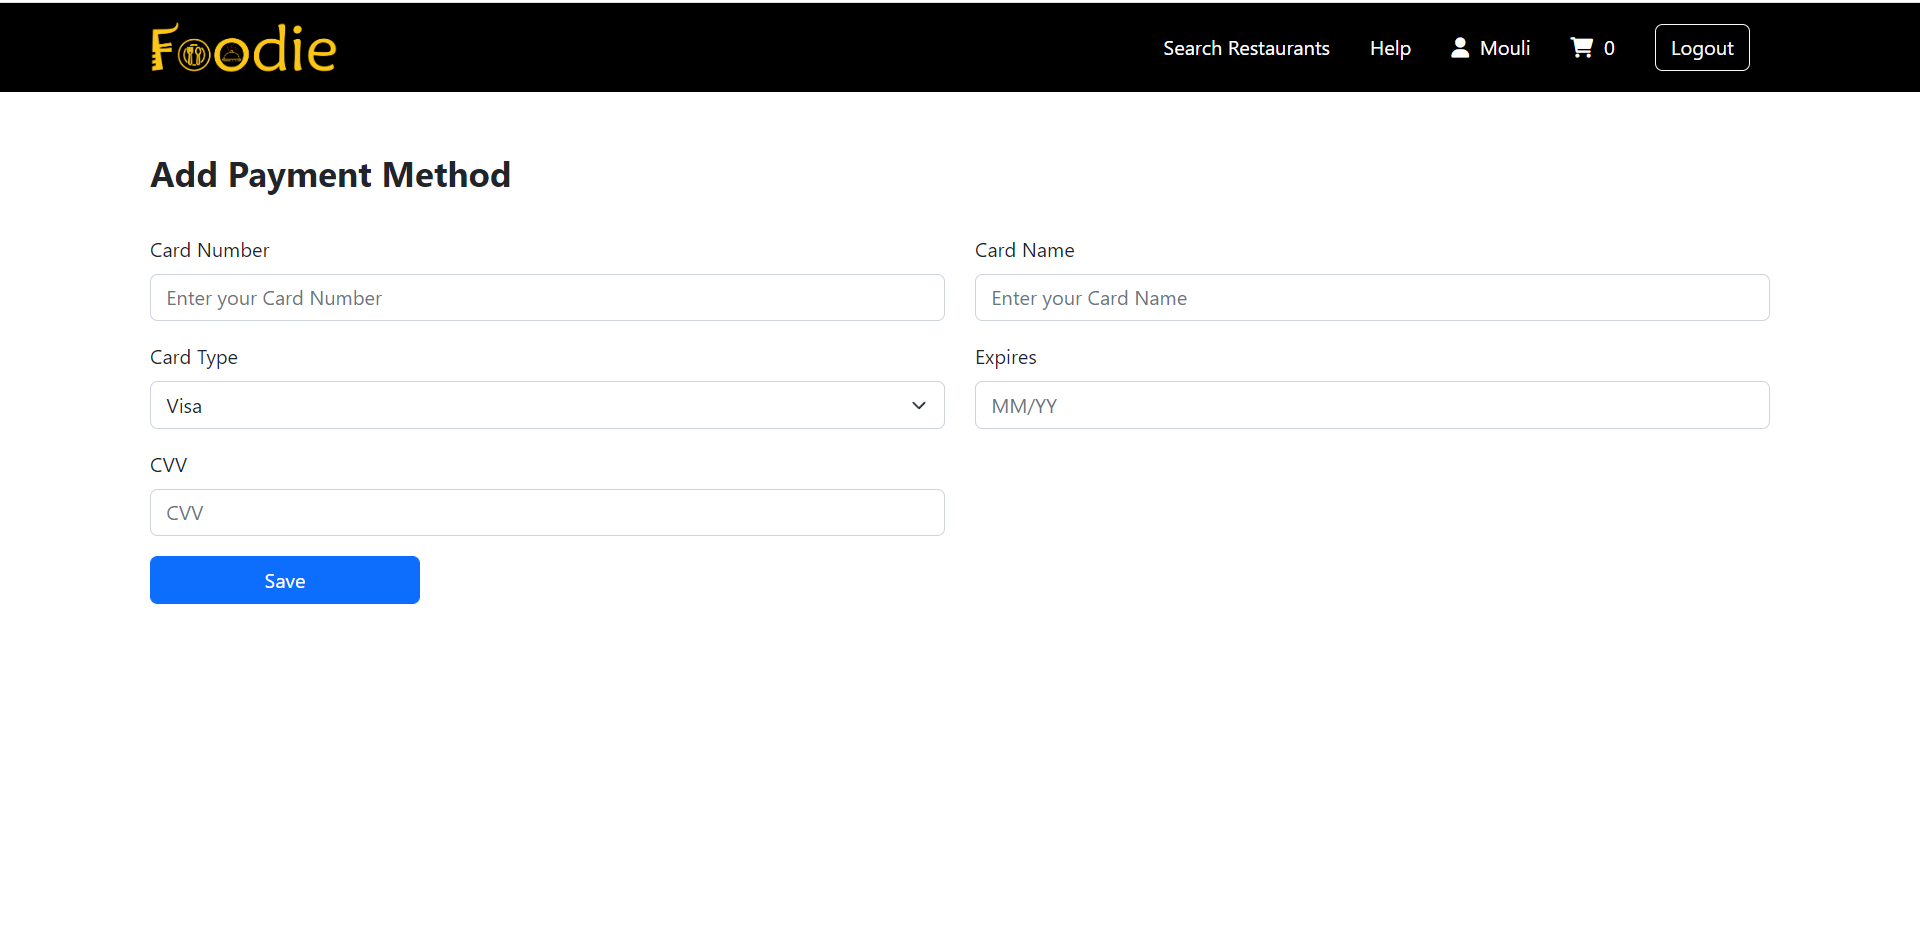 Foodie
Search Restaurants Help Mouli 0 Logout
Add Payment Method
Card Number Card Name
Enter your Card Number Enter your Card Name
Card Type Expires
Visa MM/YY
CVV
CVV
Save